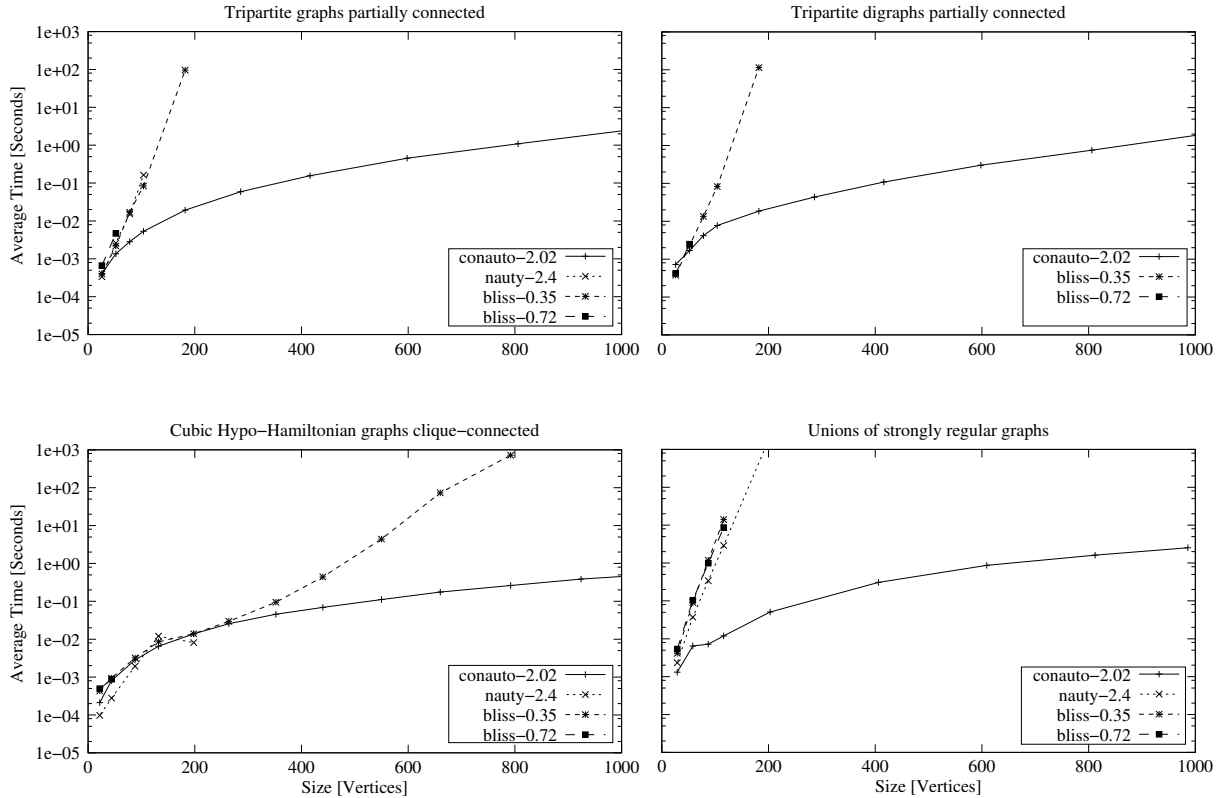 Tripartite graphs partially connected
1e+03
1e+02
1e+01
1e+00
1e−01
1e−02
1e−03
1e−04
1e−05
Average Time [Seconds]
conauto−2.02
nauty−2.4
bliss−0.35
bliss−0.72
0 200 400 600 800 1000
Tripartite digraphs partially connected
conauto−2.02
bliss−0.35
bliss−0.72
0 200 400 600 800 1000
Cubic Hypo−Hamiltonian graphs clique−connected
1e+03
1e+02
1e+01
1e+00
1e−01
1e−02
1e−03
1e−04
1e−05
Average Time [Seconds]
conauto−2.02
nauty−2.4
bliss−0.35
bliss−0.72
0 200 400 600 800 1000
Size [Vertices]
Unions of strongly regular graphs
conauto−2.02
nauty−2.4
bliss−0.35
bliss−0.72
0 200 400 600 800 1000
Size [Vertices]